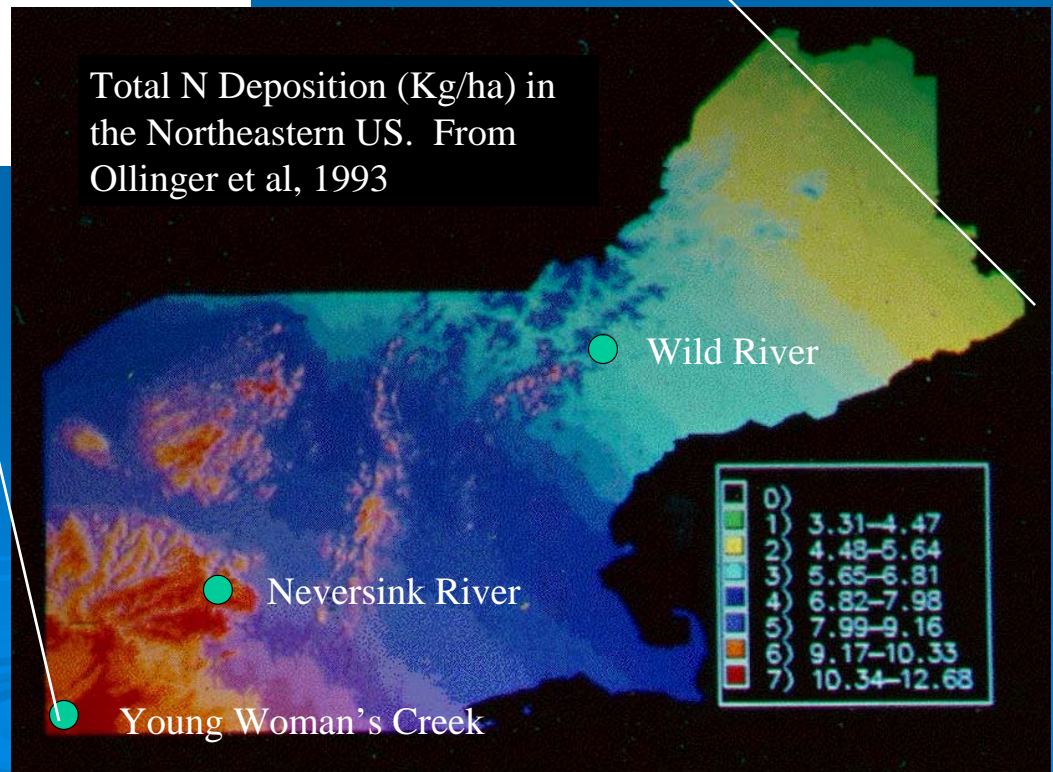 Total N Deposition (Kg/ha) in
the Northeastern US.  From
Ollinger et al, 1993
Wild River
Neversink River
Young Woman's Creek
0)
1) 3.31-4.47
2) 4.48-5.64
3) 5.65-6.81
4) 6.82-7.98
5) 7.99-9.16
6) 9.17-10.33
7) 10.34-12.68